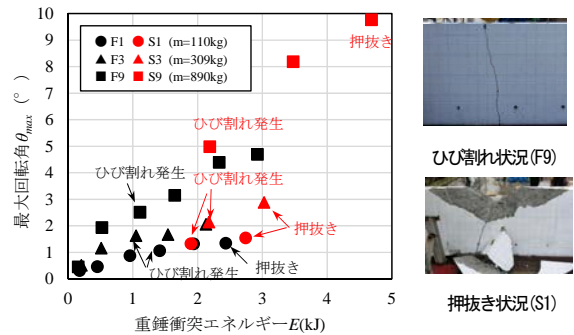 最大回転角θmax (°)
10
9
8
7
6
5
4
3
2
1
0
F1 S1 (m=110kg)
F3 S3 (m=309kg)
F9 S9 (m=890kg)
押抜き
ひび割れ発生
ひび割れ発生
ひび割れ発生
押抜き
ひび割れ発生
押抜き
0 1 2 3 4 5
重錘衝突エネルギーE(kJ)
ひび割れ状況(F9)
押抜き状況(S1)